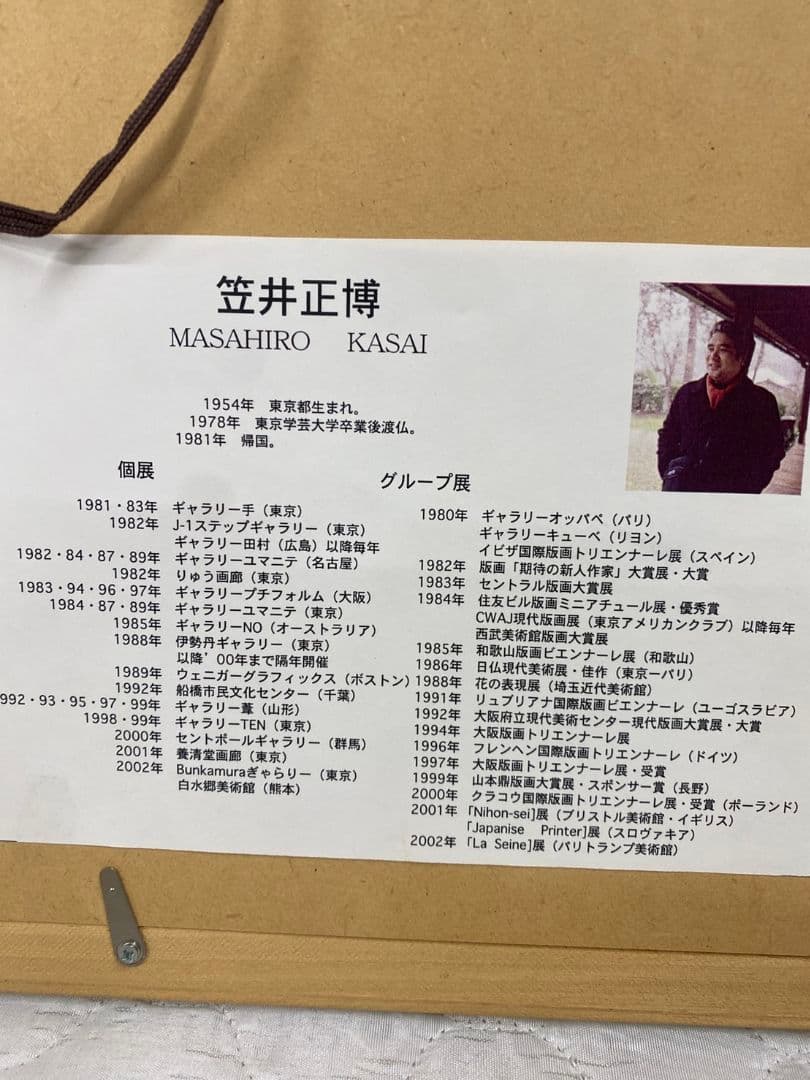 笠井正博
MASAHIRO KASAI
1954年 東京都生まれ。
1978年 東京学芸大学卒業後渡仏。
1981年 帰国。
個展
1981・83年 ギャラリー手（東京）
1982年 J-1ステップギャラリー（東京）
ギャラリー田村（広島）以降毎年
1982・84・87・89年 ギャラリーユマニテ（名古屋）
1982年 りゅう画廊（東京）
1983・94・96・97年 ギャラリープチフォルム（大阪）
1984・87・89年 ギャラリーユマニテ（東京）
1985年 ギャラリーNO（オーストラリア）
1988年 伊勢丹ギャラリー（東京）
以降’00年まで隔年開催
1989年 ウェニガーグラフィックス（ボストン）
1992年 船橋市民文化センター（千葉）
992・93・95・97・99年 ギャラリー葦（山形）
1998・99年 ギャラリーTEN（東京）
2000年 セントポールギャラリー（群馬）
2001年 養清堂画廊（東京）
2002年 Bunkamuraぎゃらりー（東京）
白水郷美術館（熊本）
グループ展
1980年 ギャラリーオッパペ（パリ）
ギャラリーキューベ（リヨン）
イビザ国際版画トリエンナーレ展（スペイン）
1982年 版画「期待の新人作家」大賞展・大賞
1983年 セントラル版画大賞展
1984年 住友ビル版画ミニアチュール展・優秀賞
CWAJ現代版画展（東京アメリカンクラブ）以降毎年
西武美術館版画大賞展
1985年 和歌山版画ビエンナーレ展（和歌山）
1986年 日仏現代美術展・佳作（東京ーパリ）
1988年 花の表現展（埼玉近代美術館）
1991年 リュブリアナ国際版画ビエンナーレ（ユーゴスラビア）
1992年 大阪府立現代美術センター現代版画大賞展・大賞
1994年 大阪版画トリエンナーレ展
1996年 フレンヘン国際版画トリエンナーレ（ドイツ）
1997年 大阪版画トリエンナーレ展・受賞
1999年 山本鼎版画大賞展・スポンサー賞（長野）
2000年 クラコウ国際版画トリエンナーレ展・受賞（ポーランド）
2001年 「Nihon-sei]展（ブリストル美術館・イギリス）
「Japanise Printer]展（スロヴァキア）
2002年 「La Seine]展（パリトランプ美術館）